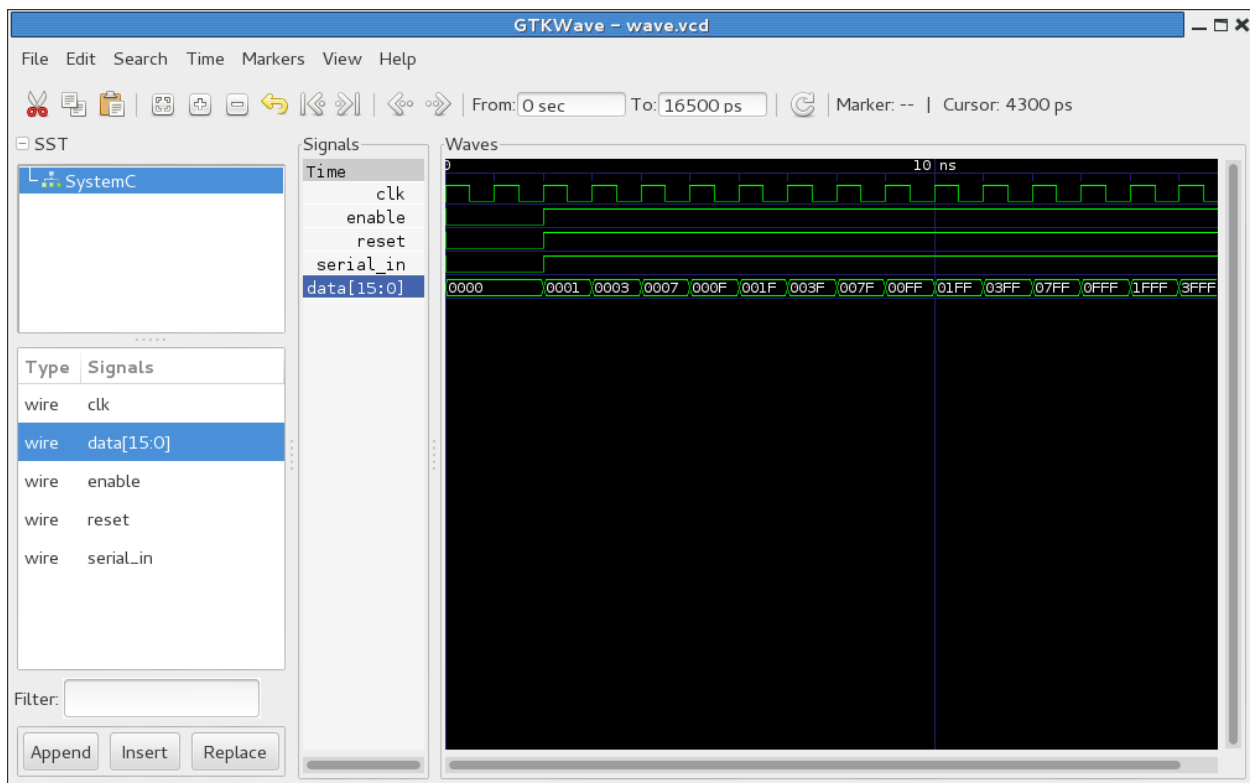 GTKWave – wave.vcd
File Edit Search Time Markers View Help
From: 0 sec To: 16500 ps Marker: -- | Cursor: 4300 ps
SST
SystemC
Type Signals
wire clk
wire data[15:0]
wire enable
wire reset
wire serial_in
Filter:
Append Insert Replace
Signals
Time
clk
enable
reset
serial_in
data[15:0]
Waves
0 10 ns
0000 0001 0003 0007 000F 001F 003F 007F 00FF 01FF 03FF 07FF 0FFF 1FFF 3FFF